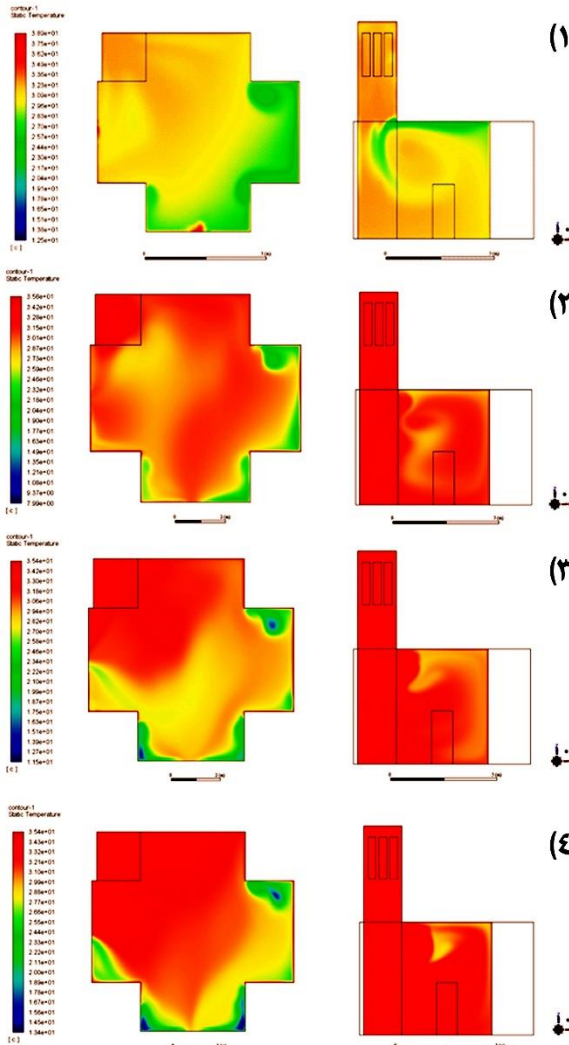 (۱
contour-1
Static Temperature
3.89e+01
3.75e+01
3.62e+01
3.49e+01
3.36e+01
3.22e+01
3.09e+01
2.96e+01
2.83e+01
2.70e+01
2.57e+01
2.44e+01
2.30e+01
2.17e+01
2.04e+01
1.91e+01
1.78e+01
1.65e+01
1.51e+01
1.38e+01
1.25e+01
[ c ]
(۲
contour-1
Static Temperature
3.56e+01
3.42e+01
3.28e+01
3.15e+01
3.01e+01
2.87e+01
2.73e+01
2.59e+01
2.46e+01
2.32e+01
2.18e+01
2.04e+01
1.90e+01
1.77e+01
1.63e+01
1.49e+01
1.35e+01
1.21e+01
1.08e+01
9.37e+00
7.99e+00
[ c ]
(۳
contour-1
Static Temperature
3.54e+01
3.42e+01
3.30e+01
3.18e+01
3.06e+01
2.94e+01
2.82e+01
2.70e+01
2.58e+01
2.46e+01
2.34e+01
2.22e+01
2.10e+01
1.99e+01
1.87e+01
1.75e+01
1.63e+01
1.51e+01
1.39e+01
1.27e+01
1.15e+01
[ c ]
(٤
contour-1
Static Temperature
3.54e+01
3.43e+01
3.32e+01
3.21e+01
3.10e+01
2.99e+01
2.88e+01
2.77e+01
2.66e+01
2.55e+01
2.44e+01
2.33e+01
2.22e+01
2.11e+01
2.00e+01
1.89e+01
1.78e+01
1.67e+01
1.56e+01
1.45e+01
1.34e+01
[ c ]